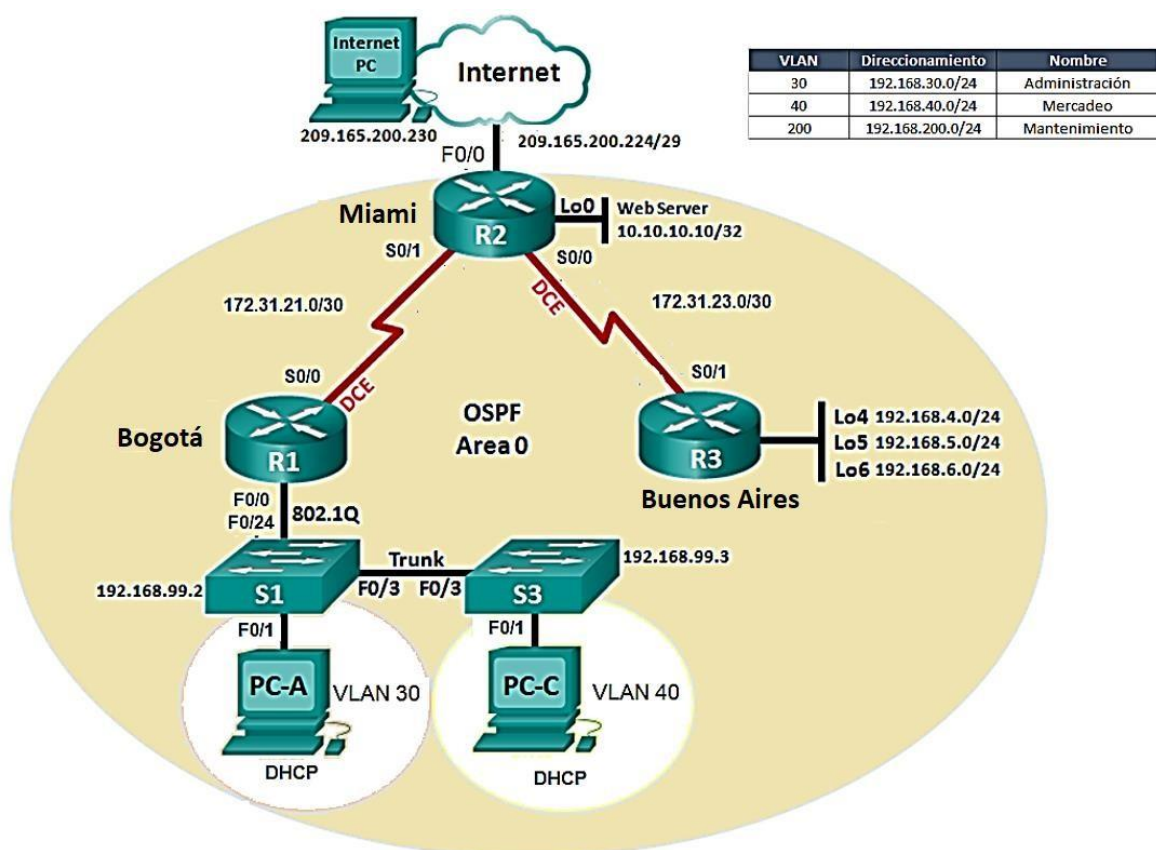 Internet
PC
Internet
209.165.200.230
209.165.200.224/29
F0/0
VLAN Direccionamiento Nombre
30 192.168.30.0/24 Administración
40 192.168.40.0/24 Mercadeo
200 192.168.200.0/24 Mantenimiento
Miami
R2
Lo0
Web Server
10.10.10.10/32
S0/1
S0/0
DCE
172.31.21.0/30
172.31.23.0/30
S0/0
DCE
S0/1
OSPF
Area 0
Bogotá
R1
R3
Buenos Aires
Lo4 192.168.4.0/24
Lo5 192.168.5.0/24
Lo6 192.168.6.0/24
F0/0
F0/24
802.1Q
Trunk
192.168.99.2
S1
F0/3
F0/3
S3
192.168.99.3
F0/1
F0/1
PC-A
VLAN 30
DHCP
PC-C
VLAN 40
DHCP